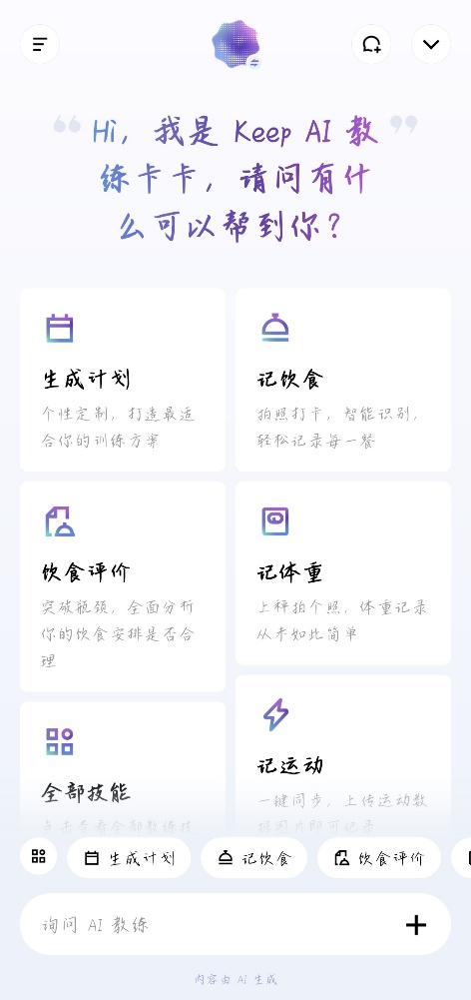 Hi，我是 Keep AI 教
练卡卡，请问有什
么可以帮到你？
生成计划
个性定制，打造最适
合你的训练方案
记饮食
拍照打卡，智能识别，
轻松记录每一餐
饮食评价
突破瓶颈，全面分析
你的饮食安排是否合
理
记体重
上秤拍个照，体重记录
从未如此简单
全部技能
点击查看全部教练技
记运动
一键同步，上传运动数
据图片即可记录
生成计划
记饮食
饮食评价
询问 AI 教练
内容由 AI 生成